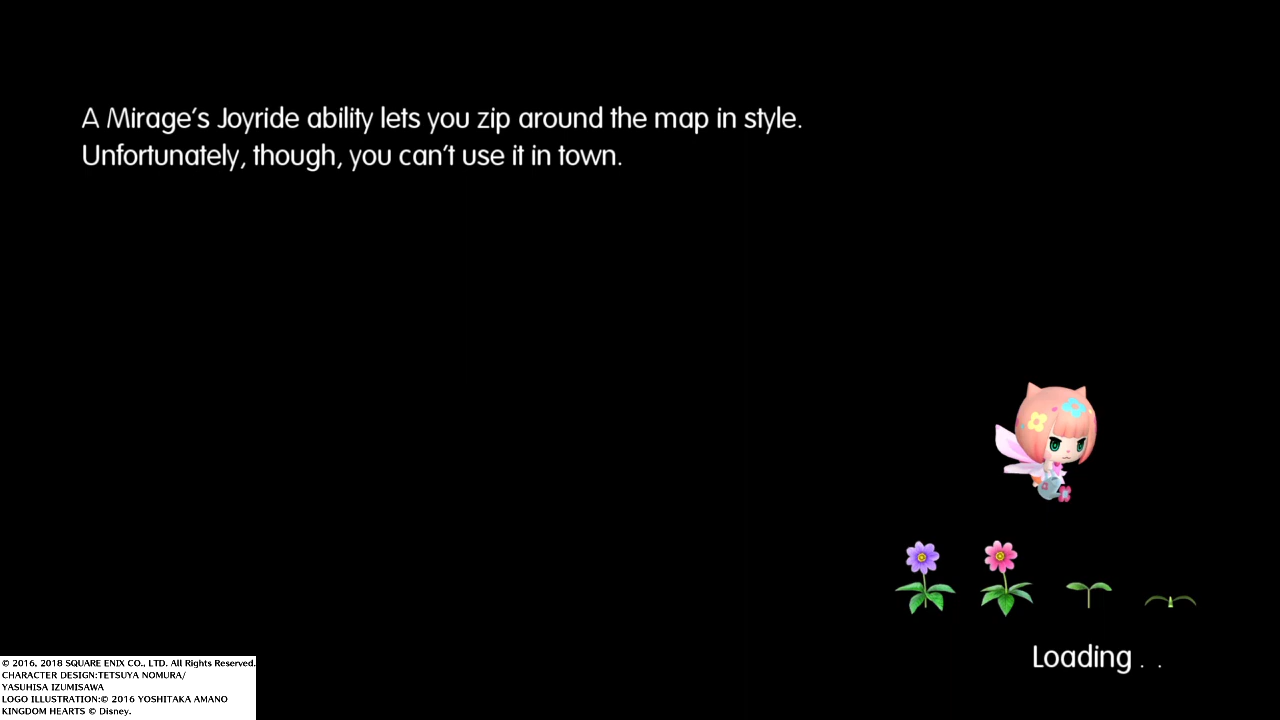 A Mirage's Joyride ability lets you zip around the map in style.
Unfortunately, though, you can't use it in town.
Loading . .
© 2016, 2018 SQUARE ENIX CO., LTD. All Rights Reserved.
CHARACTER DESIGN:TETSUYA NOMURA/
YASUHISA IZUMISAWA
LOGO ILLUSTRATION:© 2016 YOSHITAKA AMANO
KINGDOM HEARTS © Disney.